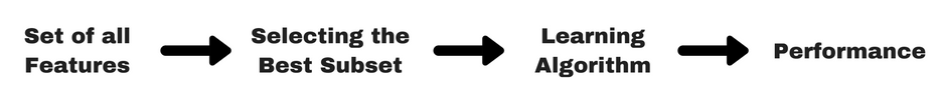 Set of all
Features
Selecting the
Best Subset
Learning
Algorithm
Performance